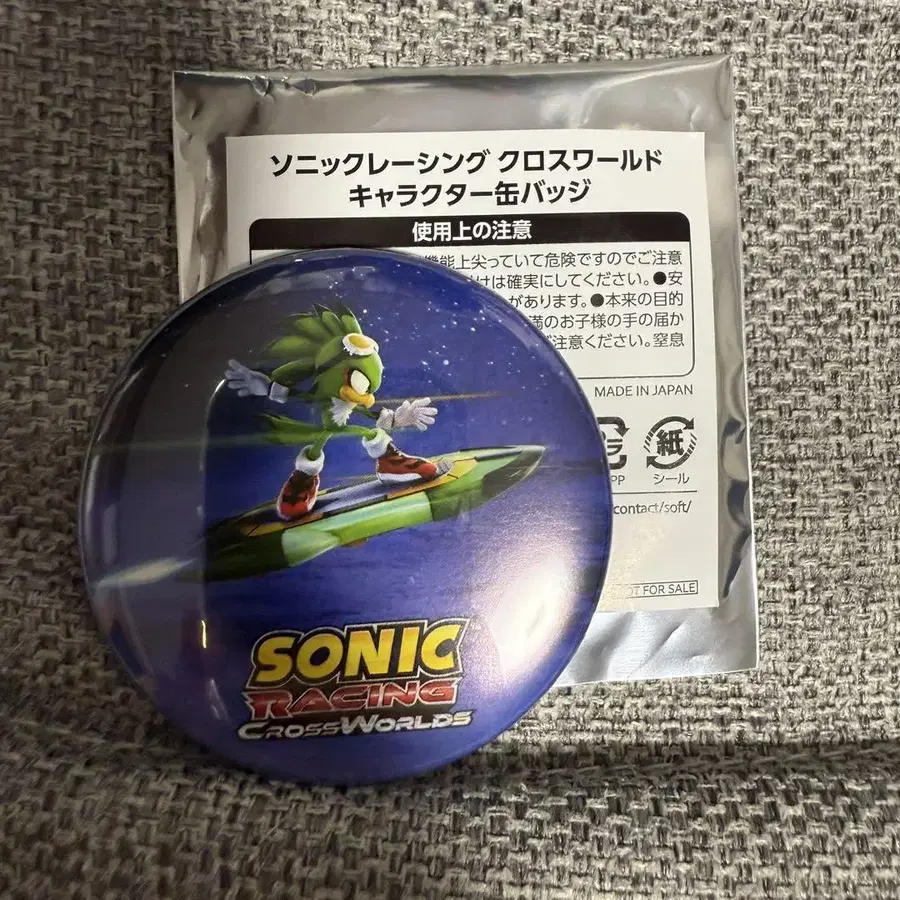 ソニックレーシング クロスワールド
キャラクター缶バッジ
使用上の注意
機能上尖っていて危険ですのでご注意
は確実にしてください。●安
があります。●本来の目的
満のお子様の手の届か
ご注意ください。窒息
MADE IN JAPAN
紙
PP
シール
contact/soft/
NOT FOR SALE
SONIC
RACING
CROSSWORLDS